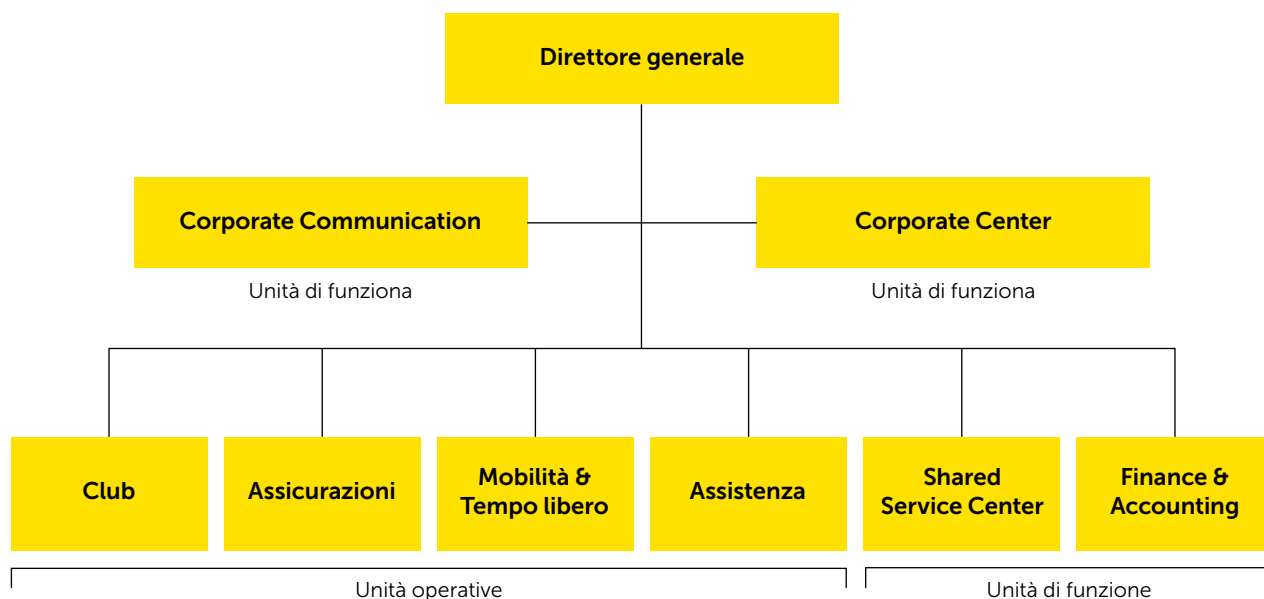 Direttore generale
Corporate Communication
Corporate Center
Unità di funziona
Unità di funziona
Club
Assicurazioni
Mobilità &
Tempo libero
Assistenza
Shared
Service Center
Finance &
Accounting
Unità operative
Unità di funzione